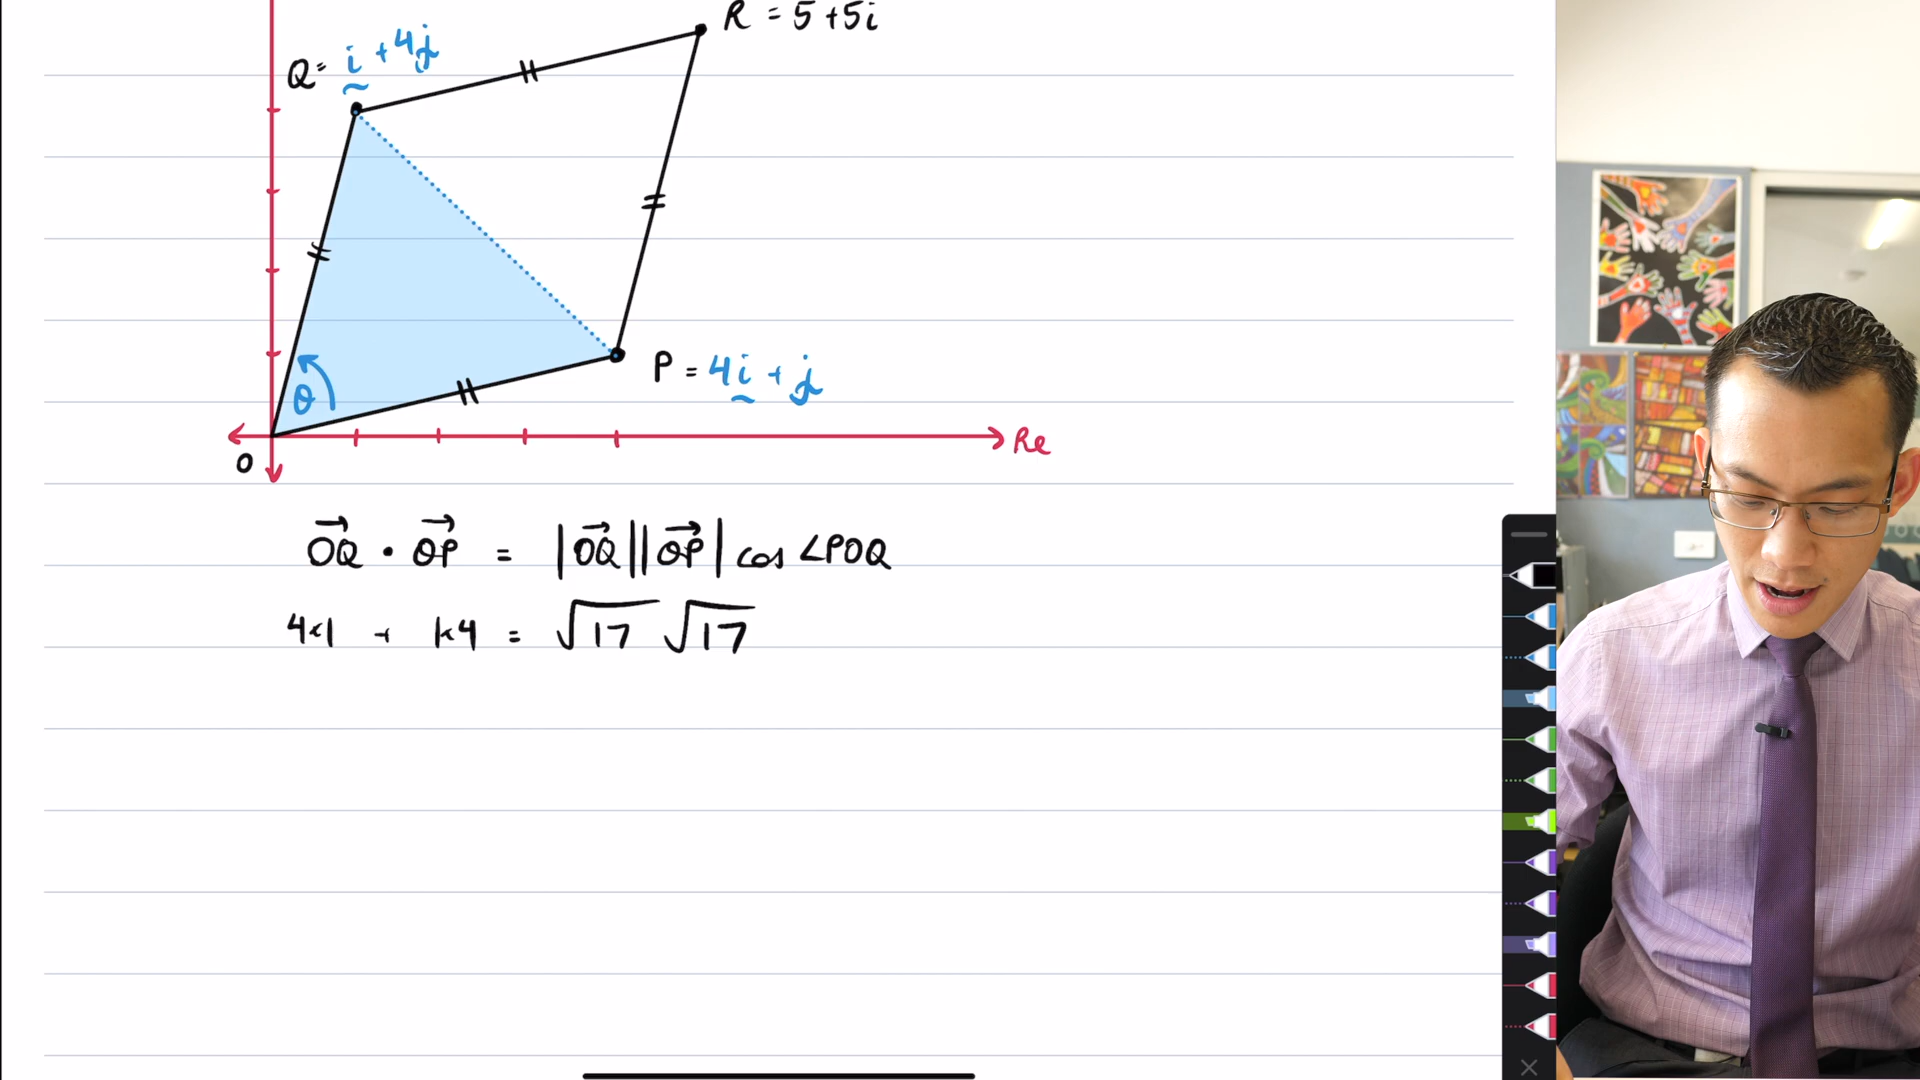 R = 5+5i
Q = i + 4j
θ
P = 4i + j
Re
O
OQ · OP = |OQ||OP| cos ∠POQ
4×1 + 1×4 = √17 √17